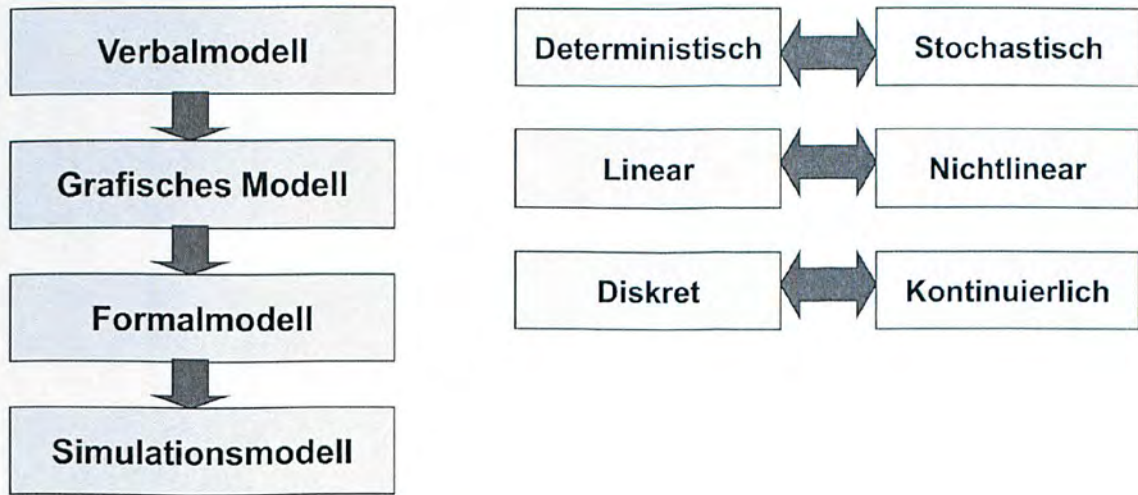 Verbalmodell
Grafisches Modell
Formalmodell
Simulationsmodell
Deterministisch
Stochastisch
Linear
Nichtlinear
Diskret
Kontinuierlich